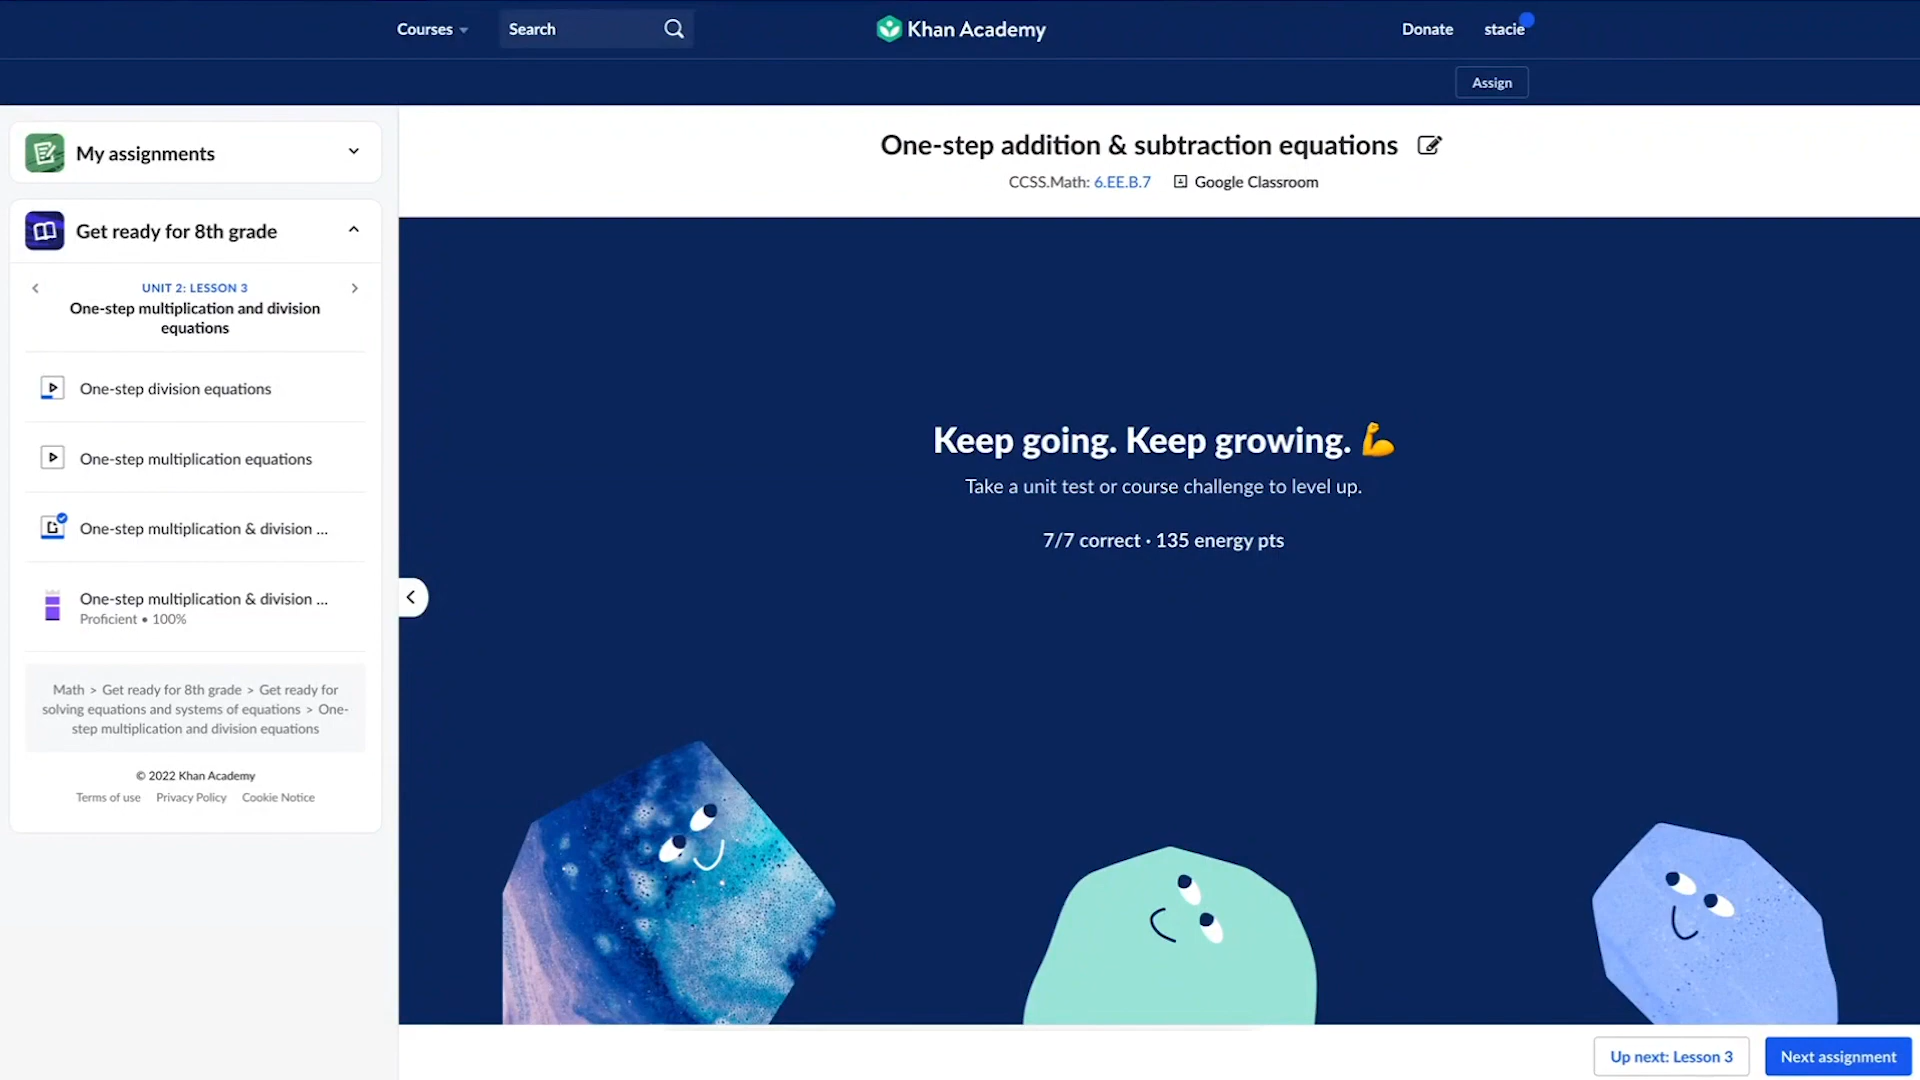 Courses
Search
Khan Academy
Donate
stacie
Assign
My assignments
Get ready for 8th grade
UNIT 2: LESSON 3
One-step multiplication and division
equations
One-step division equations
One-step multiplication equations
One-step multiplication & division ...
One-step multiplication & division ...
Proficient • 100%
Math > Get ready for 8th grade > Get ready for
solving equations and systems of equations > One-
step multiplication and division equations
© 2022 Khan Academy
Terms of use Privacy Policy Cookie Notice
One-step addition & subtraction equations
CCSS.Math: 6.EE.B.7 Google Classroom
Keep going. Keep growing. 💪
Take a unit test or course challenge to level up.
7/7 correct · 135 energy pts
Up next: Lesson 3
Next assignment